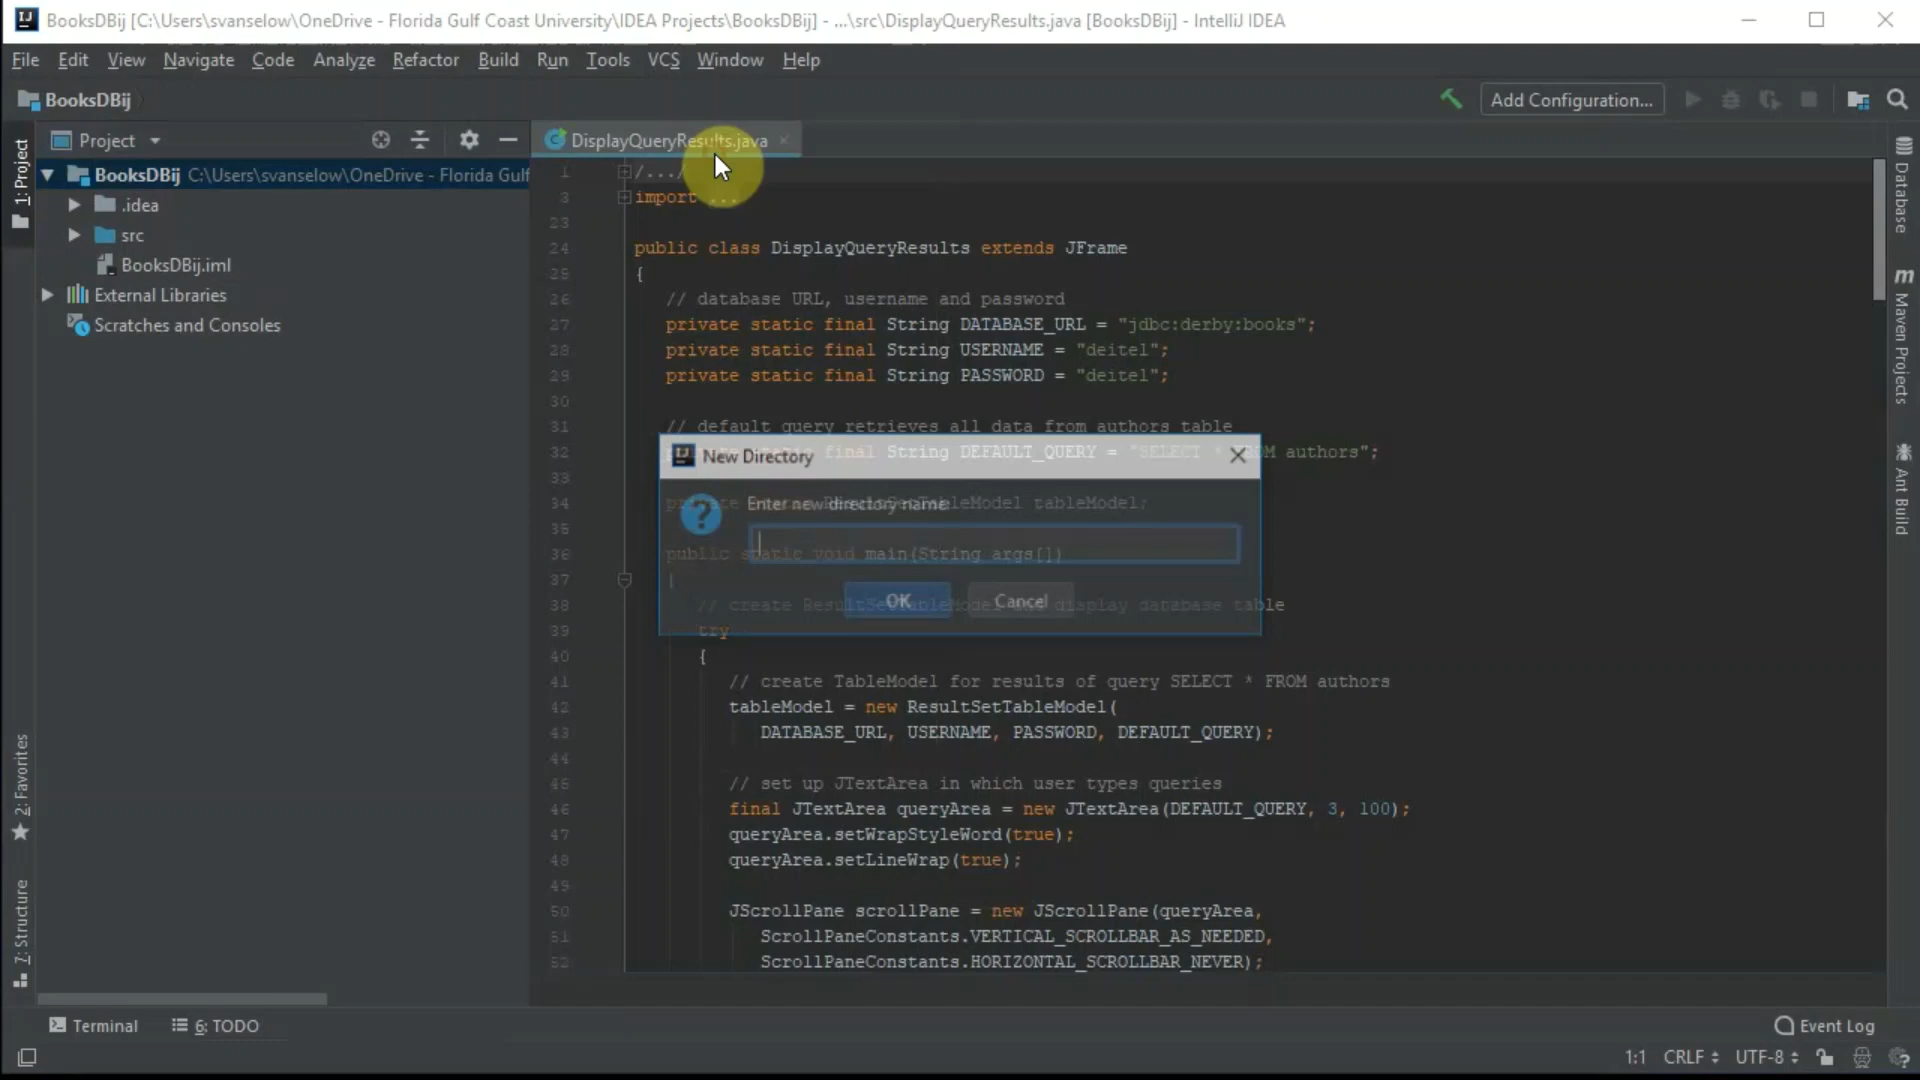 BooksDBij [C:\Users\svanselow\OneDrive - Florida Gulf Coast University\IDEA Projects\BooksDBij] - ...\src\DisplayQueryResults.java [BooksDBij] - IntelliJ IDEA
File Edit View Navigate Code Analyze Refactor Build Run Tools VCS Window Help
BooksDBij
Add Configuration...
1: Project
Project
BooksDBij C:\Users\svanselow\OneDrive - Florida Gulf
.idea
src
BooksDBij.iml
External Libraries
Scratches and Consoles
2: Favorites
7: Structure
DisplayQueryResults.java
1 /.../
3 import ...
23
24 public class DisplayQueryResults extends JFrame
25 {
26 // database URL, username and password
27 private static final String DATABASE_URL = "jdbc:derby:books";
28 private static final String USERNAME = "deitel";
29 private static final String PASSWORD = "deitel";
30
31 // default query retrieves all data from authors table
32 private static final String DEFAULT_QUERY = "SELECT * FROM authors";
33
34 private static ResultSetTableModel tableModel;
35
36 public static void main(String args[])
37 {
38 // create ResultSetTableModel and display database table
39 try
40 {
41 // create TableModel for results of query SELECT * FROM authors
42 tableModel = new ResultSetTableModel(
43 DATABASE_URL, USERNAME, PASSWORD, DEFAULT_QUERY);
44
45 // set up JTextArea in which user types queries
46 final JTextArea queryArea = new JTextArea(DEFAULT_QUERY, 3, 100);
47 queryArea.setWrapStyleWord(true);
48 queryArea.setLineWrap(true);
49
50 JScrollPane scrollPane = new JScrollPane(queryArea,
51 ScrollPaneConstants.VERTICAL_SCROLLBAR_AS_NEEDED,
52 ScrollPaneConstants.HORIZONTAL_SCROLLBAR_NEVER);
New Directory
Enter new directory name:
OK Cancel
Database
Maven Projects
Ant Build
Terminal 6: TODO
Event Log
1:1 CRLF UTF-8